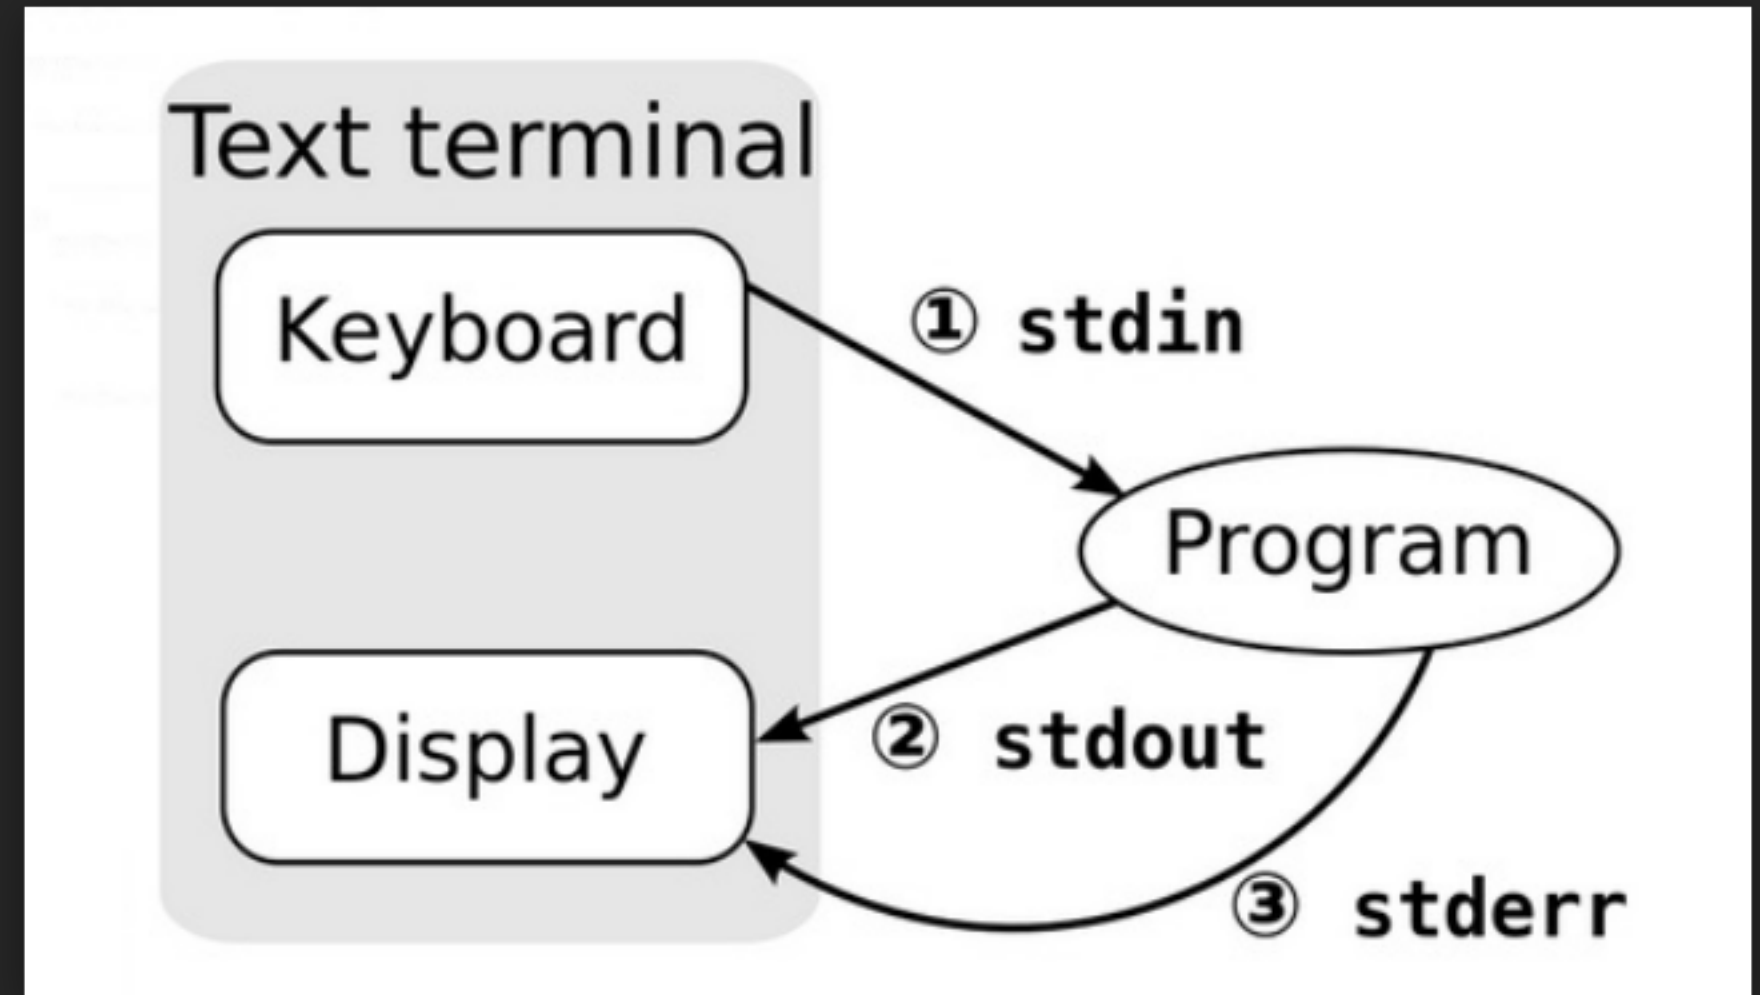 Text terminal
Keyboard
① stdin
Program
Display
② stdout
③ stderr